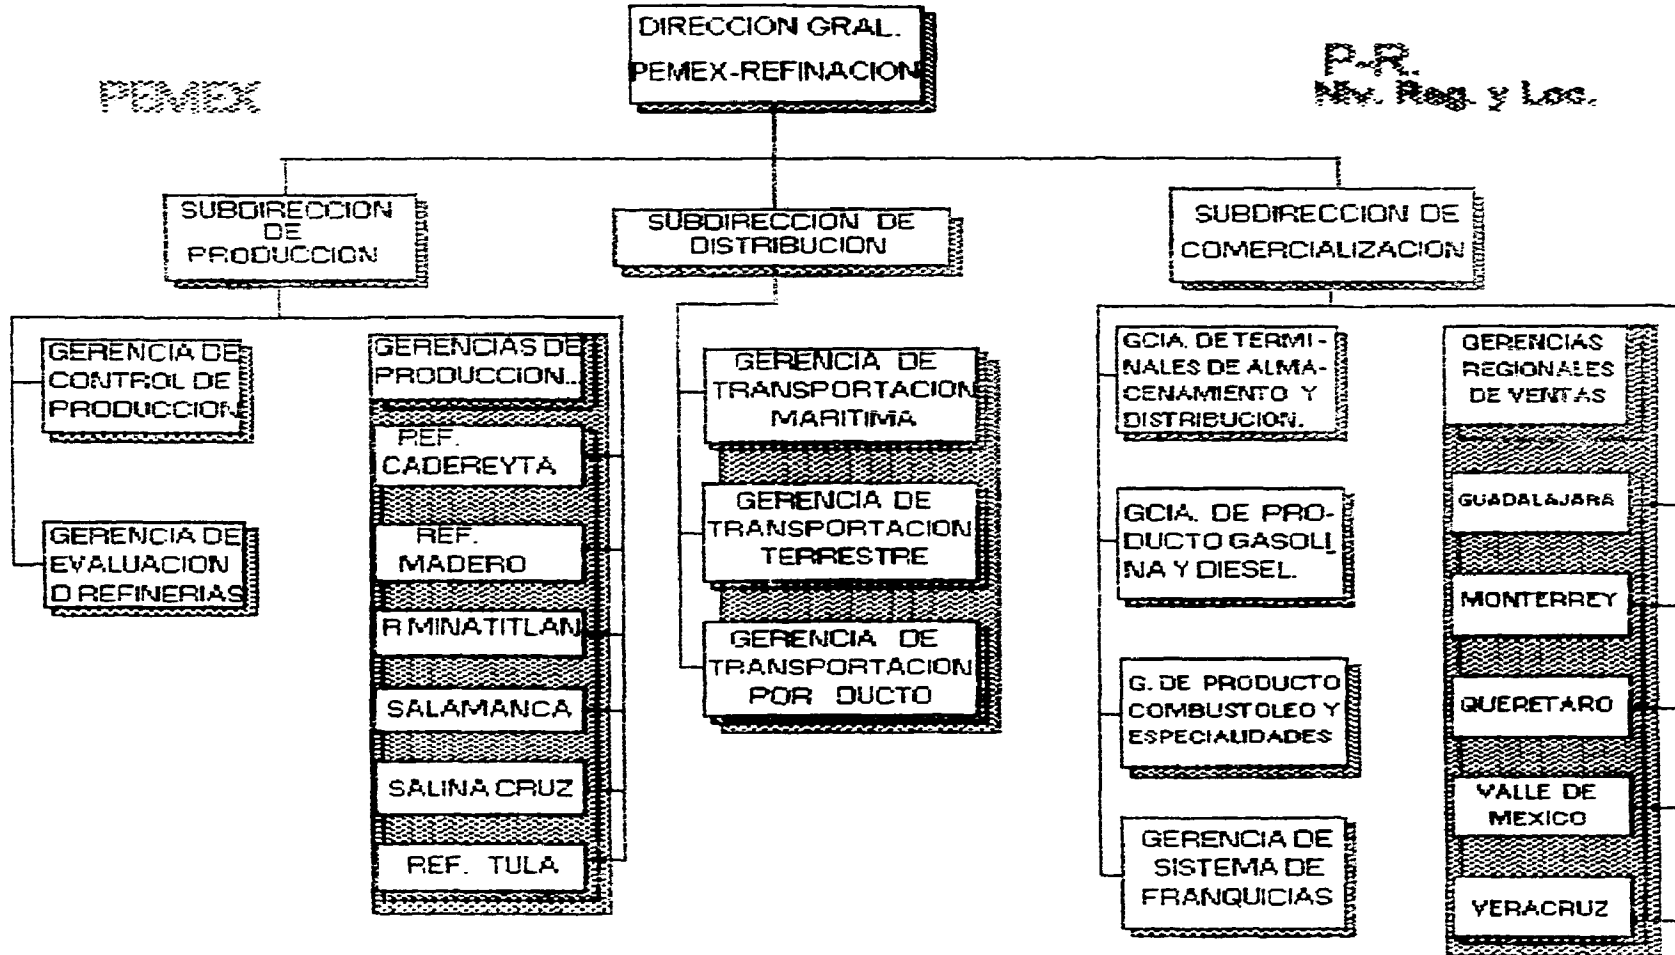 PEMEX
DIRECCION GRAL.
PEMEX-REFINACION
P.-R.
Niv. Reg. y Loc.
SUBDIRECCION
DE
PRODUCCION
SUBDIRECCION DE
DISTRIBUCION
SUBDIRECCION DE
COMERCIALIZACION
GERENCIA DE
CONTROL DE
PRODUCCION
GERENCIA DE
EVALUACION
D REFINERIAS
GERENCIAS DE
PRODUCCION...
REF.
CADEREYTA
REF.
MADERO
R MINATITLAN
SALAMANCA
SALINA CRUZ
REF. TULA
GERENCIA DE
TRANSPORTACION
MARITIMA
GERENCIA DE
TRANSPORTACION
TERRESTRE
GERENCIA DE
TRANSPORTACION
POR DUCTO
GCIA. DE TERMI-
NALES DE ALMA-
CENAMIENTO Y
DISTRIBUCION.
GCIA. DE PRO-
DUCTO GASOLI
NA Y DIESEL.
G. DE PRODUCTO
COMBUSTOLEO Y
ESPECIALIDADES
GERENCIA DE
SISTEMA DE
FRANQUICIAS
GERENCIAS
REGIONALES
DE VENTAS
GUADALAJARA
MONTERREY
QUERETARO
VALLE DE
MEXICO
VERACRUZ